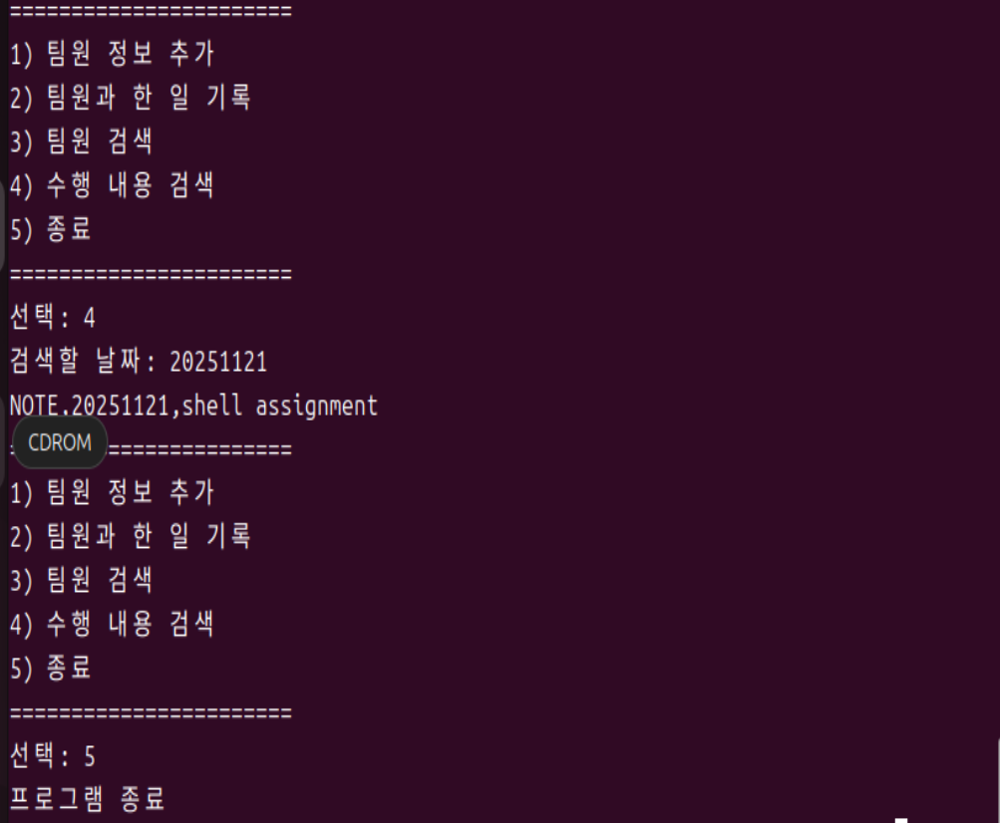 =======================
1) 팀원 정보 추가
2) 팀원과 한 일 기록
3) 팀원 검색
4) 수행 내용 검색
5) 종료
=======================
선택: 4
검색할 날짜: 20251121
NOTE,20251121,shell assignment
CDROM
===============
1) 팀원 정보 추가
2) 팀원과 한 일 기록
3) 팀원 검색
4) 수행 내용 검색
5) 종료
=======================
선택: 5
프로그램 종료